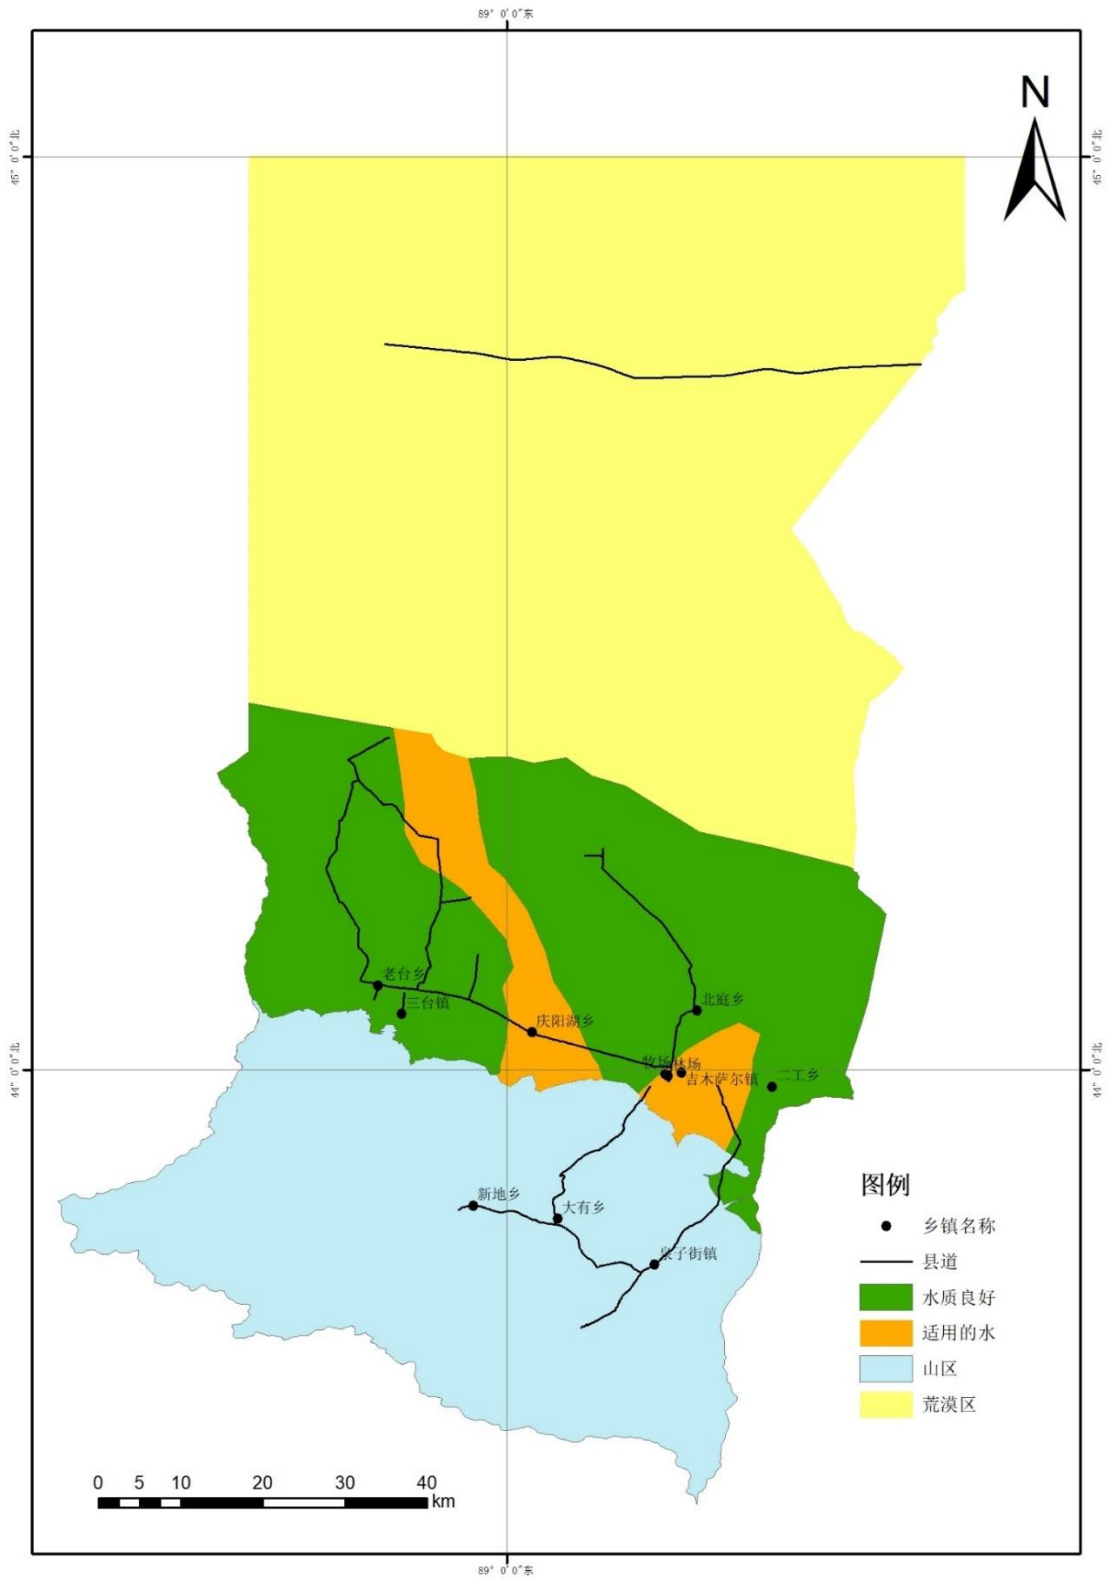 89° 0′0″东
N
45° 0′0″北
45° 0′0″北
老台乡
三台镇
北庭乡
庆阳湖乡
牧场
林场
吉木萨尔镇
二工乡
44° 0′0″北
44° 0′0″北
新地乡
大有乡
泉子街镇
图例
乡镇名称
县道
水质良好
适用的水
山区
荒漠区
0 5 10 20 30 40
km
89° 0′0″东